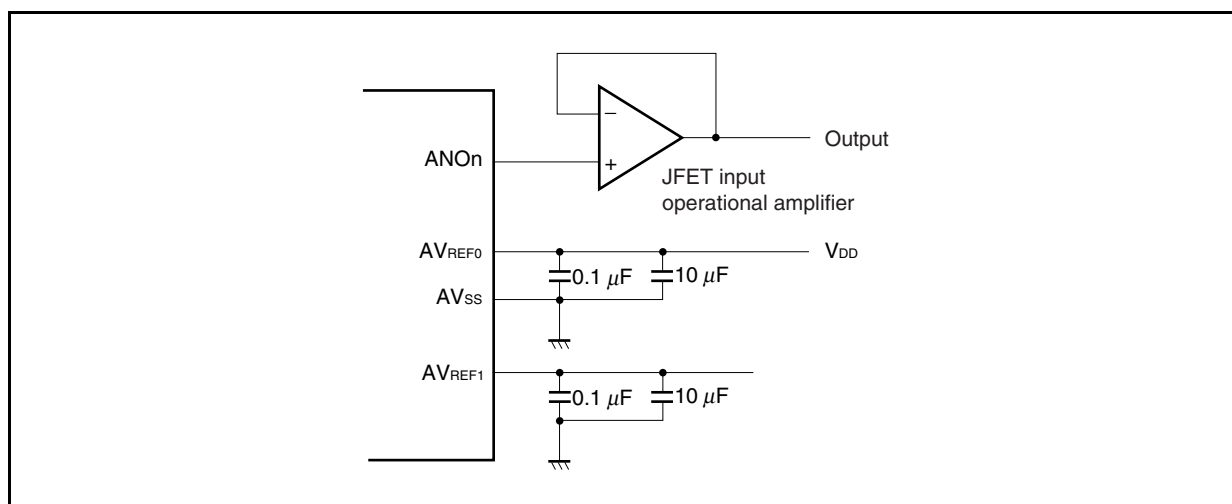 −
ANOn
+
Output
JFET input
operational amplifier
AVREF0
VDD
0.1 μF
10 μF
AVSS
AVREF1
0.1 μF
10 μF